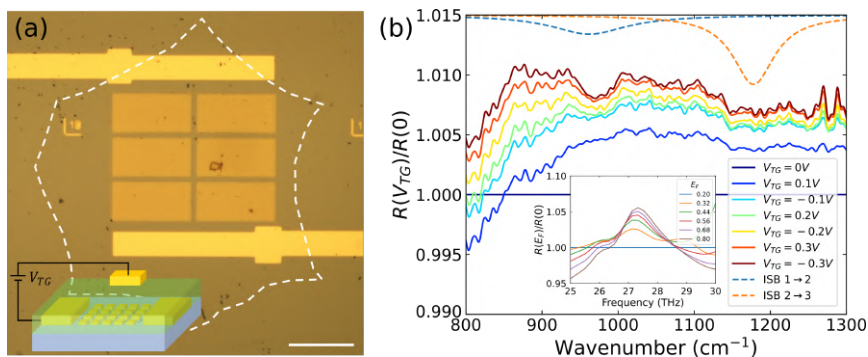 (a)
V_TG
(b)
R(V_TG)/R(0)
1.015
1.010
1.005
1.000
0.995
0.990
800
900
1000
1100
1200
1300
Wavenumber (cm⁻¹)
V_TG = 0V
V_TG = 0.1V
V_TG = −0.1V
V_TG = 0.2V
V_TG = −0.2V
V_TG = 0.3V
V_TG = −0.3V
ISB 1→2
ISB 2→3
R(E_F)/R(0)
1.10
1.05
1.00
0.95
25
26
27
28
29
30
Frequency (THz)
E_F
0.20
0.32
0.44
0.56
0.68
0.80